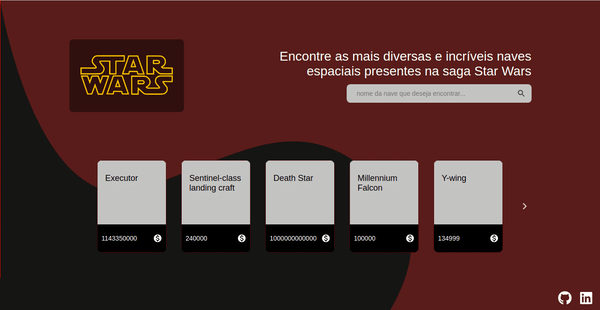 STAR
WARS
Encontre as mais diversas e incríveis naves
espaciais presentes na saga Star Wars
nome da nave que deseja encontrar...
Executor
Sentinel-class
landing craft
Death Star
Millennium
Falcon
Y-wing
1143350000
240000
1000000000000
100000
134999
in